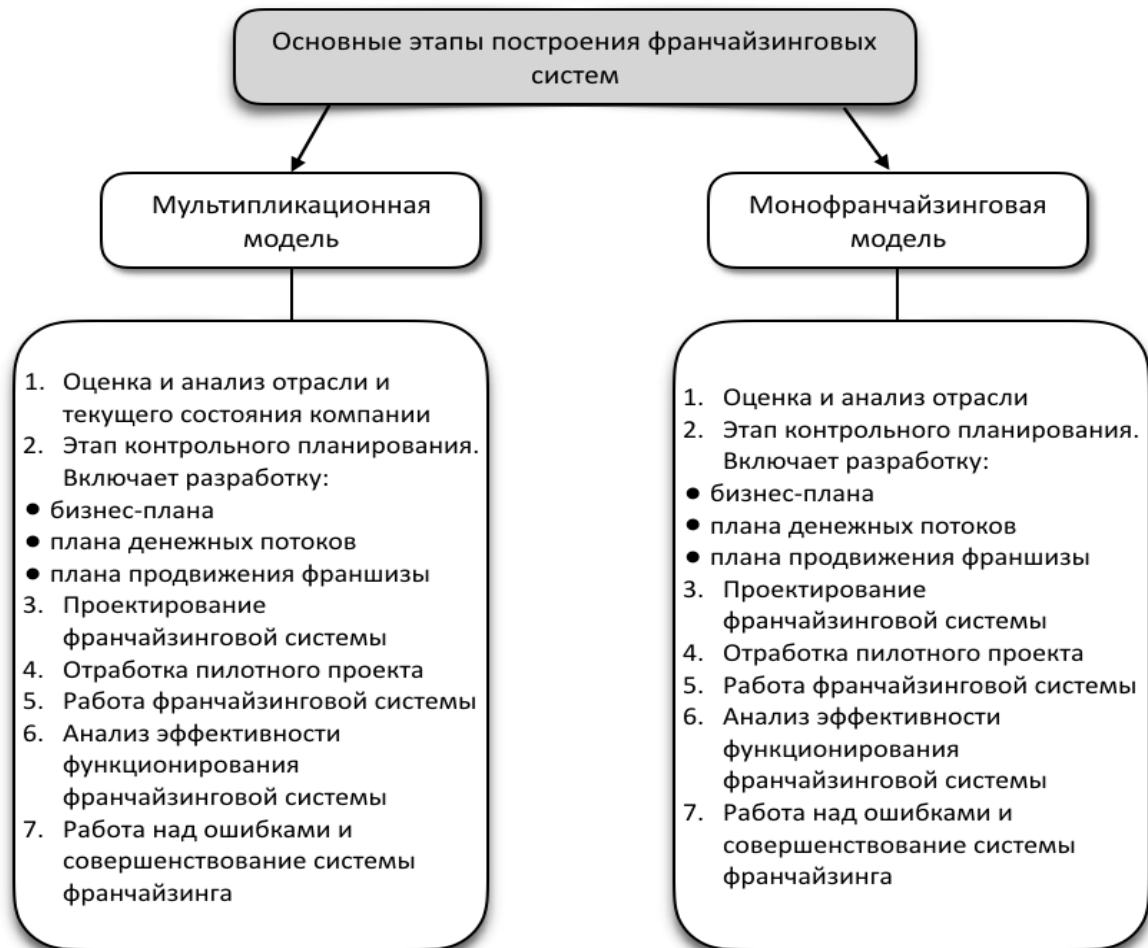 Основные этапы построения франчайзинговых
систем
Мультипликационная
модель
Монофранчайзинговая
модель
1. Оценка и анализ отрасли и
текущего состояния компании
2. Этап контрольного планирования.
Включает разработку:
● бизнес-плана
● плана денежных потоков
● плана продвижения франшизы
3. Проектирование
франчайзинговой системы
4. Отработка пилотного проекта
5. Работа франчайзинговой системы
6. Анализ эффективности
функционирования
франчайзинговой системы
7. Работа над ошибками и
совершенствование системы
франчайзинга
1. Оценка и анализ отрасли
2. Этап контрольного планирования.
Включает разработку:
● бизнес-плана
● плана денежных потоков
● плана продвижения франшизы
3. Проектирование
франчайзинговой системы
4. Отработка пилотного проекта
5. Работа франчайзинговой системы
6. Анализ эффективности
функционирования
франчайзинговой системы
7. Работа над ошибками и
совершенствование системы
франчайзинга